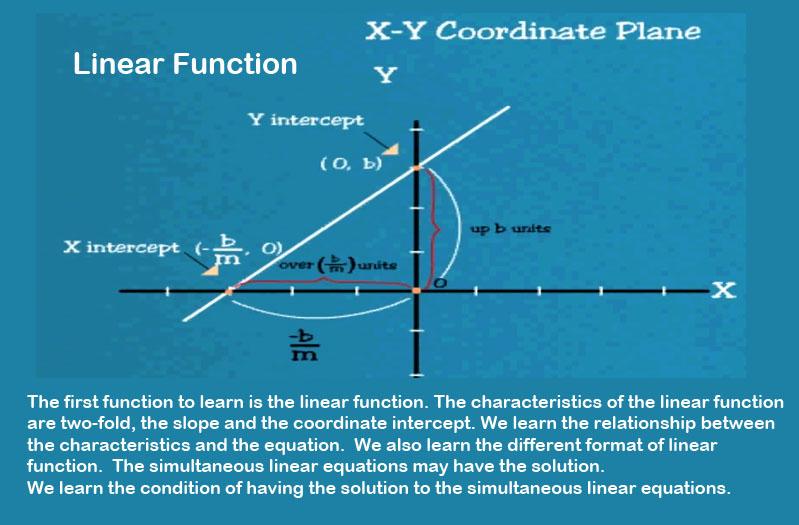 X-Y Coordinate Plane
Linear Function
Y
Y intercept
(0, b)
up b units
X intercept (-b/m, 0)
over (b/m) units
0
X
-b/m
The first function to learn is the linear function. The characteristics of the linear function
are two-fold, the slope and the coordinate intercept. We learn the relationship between
the characteristics and the equation. We also learn the different format of linear
function. The simultaneous linear equations may have the solution.
We learn the condition of having the solution to the simultaneous linear equations.